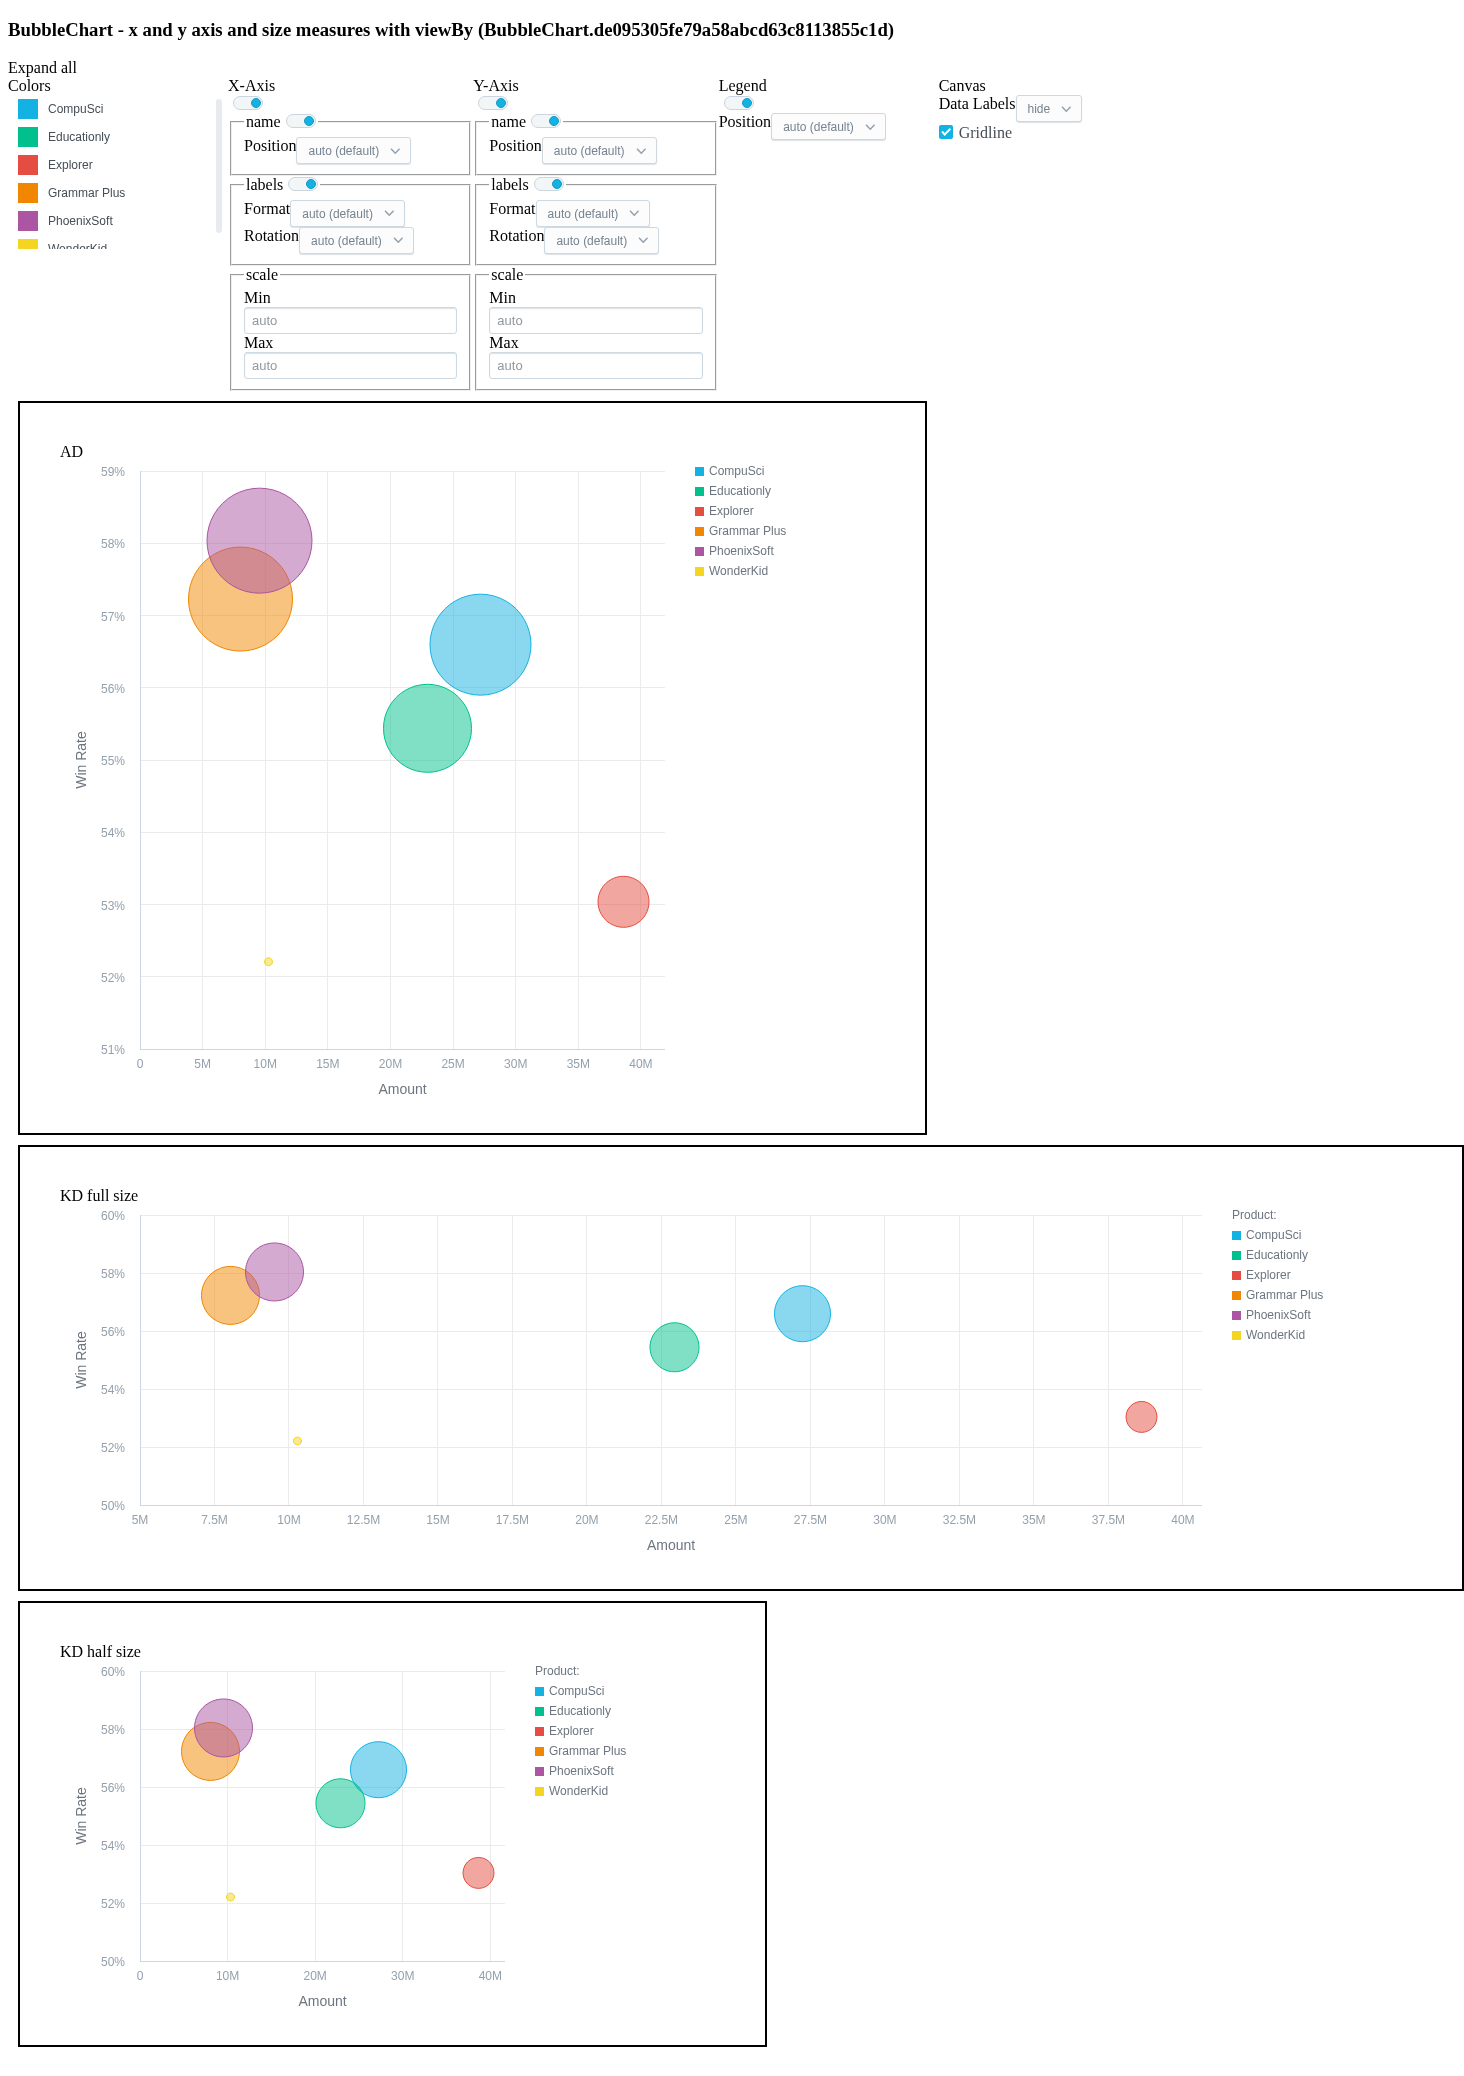 BubbleChart - x and y axis and size measures with viewBy (BubbleChart.de095305fe79a58abcd63c8113855c1d)
Expand all
Colors
CompuSci
Educationly
Explorer
Grammar Plus
PhoenixSoft
WonderKid
X-Axis
name
Position auto (default)
labels
Format auto (default)
Rotation auto (default)
scale
Min
auto
Max
auto
Y-Axis
name
Position auto (default)
labels
Format auto (default)
Rotation auto (default)
scale
Min
auto
Max
auto
Legend
Position auto (default)
Canvas
Data Labels hide
Gridline
AD
59%
58%
57%
56%
55%
54%
53%
52%
51%
Win Rate
0 5M 10M 15M 20M 25M 30M 35M 40M
Amount
CompuSci
Educationly
Explorer
Grammar Plus
PhoenixSoft
WonderKid
KD full size
60%
58%
56%
54%
52%
50%
Win Rate
5M 7.5M 10M 12.5M 15M 17.5M 20M 22.5M 25M 27.5M 30M 32.5M 35M 37.5M 40M
Amount
Product:
CompuSci
Educationly
Explorer
Grammar Plus
PhoenixSoft
WonderKid
KD half size
60%
58%
56%
54%
52%
50%
Win Rate
0 10M 20M 30M 40M
Amount
Product:
CompuSci
Educationly
Explorer
Grammar Plus
PhoenixSoft
WonderKid